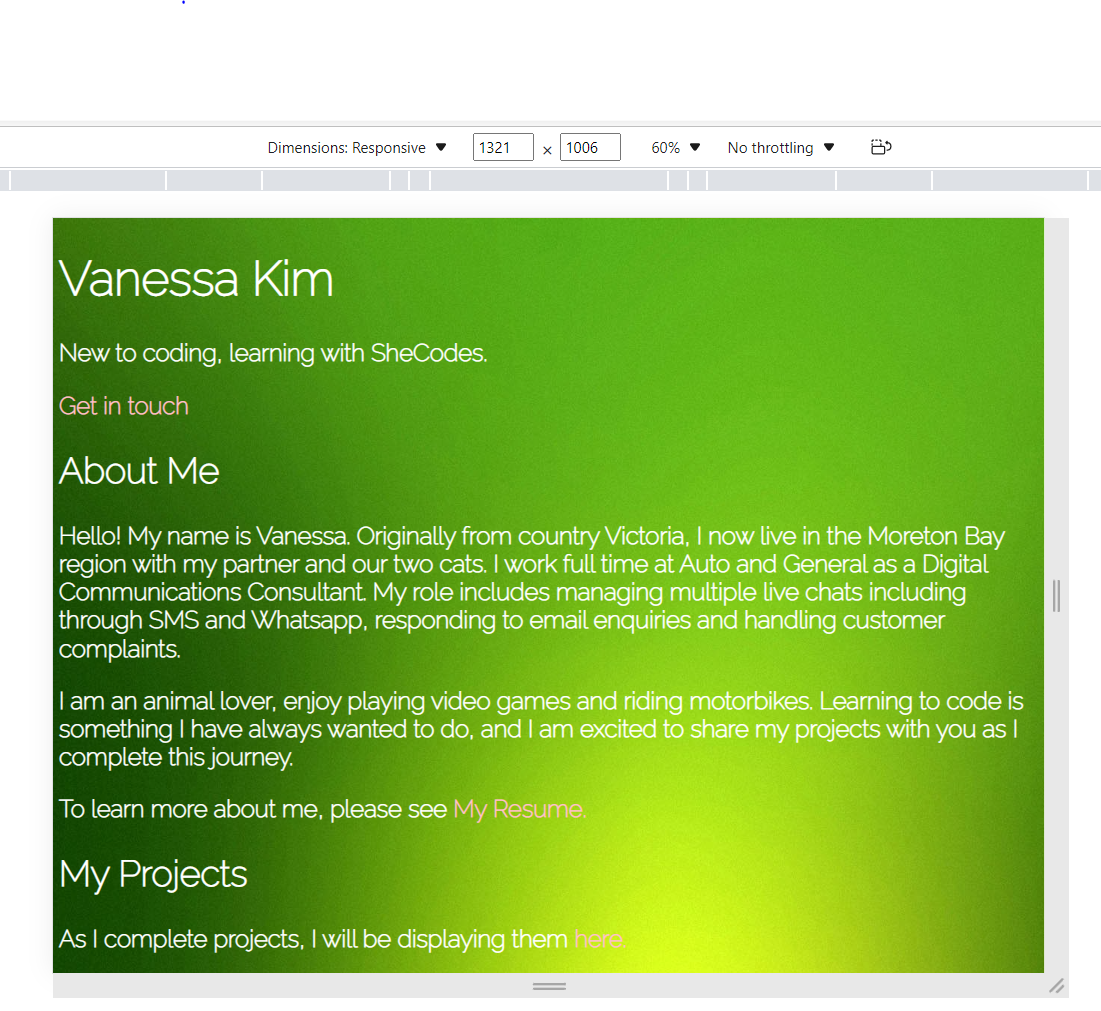 Dimensions: Responsive ▼ 1321 × 1006 60% ▼ No throttling ▼
Vanessa Kim
New to coding, learning with SheCodes.
Get in touch
About Me
Hello! My name is Vanessa. Originally from country Victoria, I now live in the Moreton Bay
region with my partner and our two cats. I work full time at Auto and General as a Digital
Communications Consultant. My role includes managing multiple live chats including
through SMS and Whatsapp, responding to email enquiries and handling customer
complaints.
I am an animal lover, enjoy playing video games and riding motorbikes. Learning to code is
something I have always wanted to do, and I am excited to share my projects with you as I
complete this journey.
To learn more about me, please see My Resume.
My Projects
As I complete projects, I will be displaying them here.